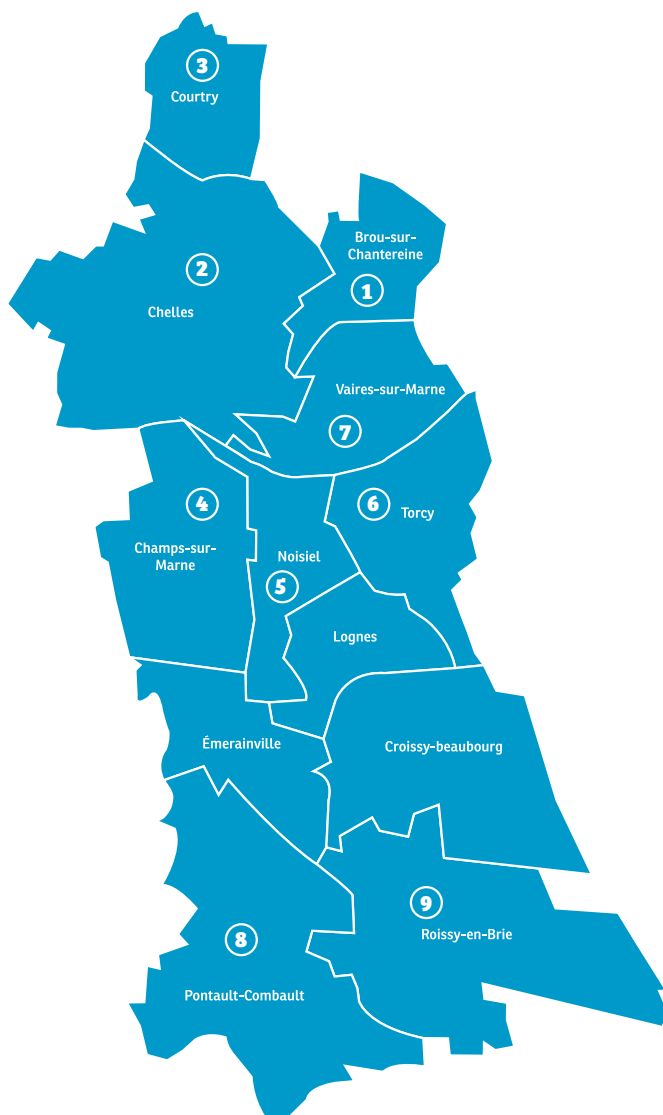 3
Courtry
Brou-sur-
Chantereine
1
2
Chelles
Vaires-sur-Marne
7
4
Champs-sur-
Marne
6
Torcy
Noisiel
5
Lognes
Émerainville
Croissy-beaubourg
9
Roissy-en-Brie
8
Pontault-Combault